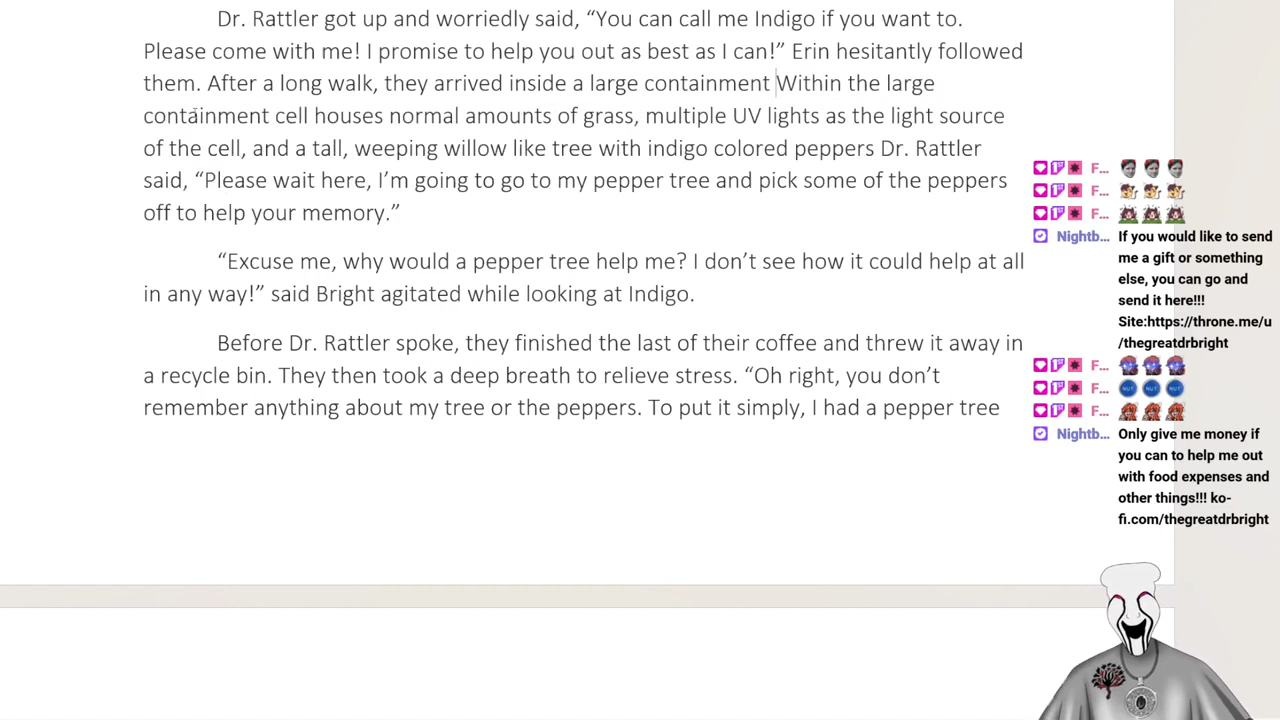 Dr. Rattler got up and worriedly said, “You can call me Indigo if you want to.
Please come with me! I promise to help you out as best as I can!” Erin hesitantly followed
them. After a long walk, they arrived inside a large containment Within the large
containment cell houses normal amounts of grass, multiple UV lights as the light source
of the cell, and a tall, weeping willow like tree with indigo colored peppers Dr. Rattler
said, “Please wait here, I’m going to go to my pepper tree and pick some of the peppers
off to help your memory.”
“Excuse me, why would a pepper tree help me? I don’t see how it could help at all
in any way!” said Bright agitated while looking at Indigo.
Before Dr. Rattler spoke, they finished the last of their coffee and threw it away in
a recycle bin. They then took a deep breath to relieve stress. “Oh right, you don’t
remember anything about my tree or the peppers. To put it simply, I had a pepper tree
F...
F...
F...
Nightb... If you would like to send
me a gift or something
else, you can go and
send it here!!!
Site:https://throne.me/u
/thegreatdrbright
F...
F... NUT NUT NUT
F...
Nightb... Only give me money if
you can to help me out
with food expenses and
other things!!! ko-
fi.com/thegreatdrbright